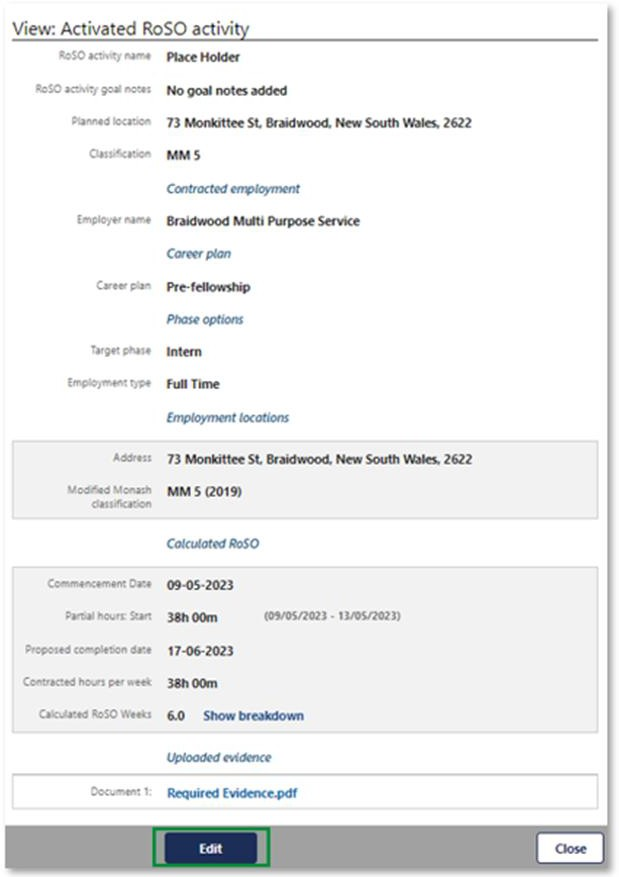 View: Activated RoSO activity
RoSO activity name Place Holder
RoSO activity goal notes No goal notes added
Planned location 73 Monkittee St, Braidwood, New South Wales, 2622
Classification MM 5
Contracted employment
Employer name Braidwood Multi Purpose Service
Career plan
Career plan Pre-fellowship
Phase options
Target phase Intern
Employment type Full Time
Employment locations
Address 73 Monkittee St, Braidwood, New South Wales, 2622
Modified Monash classification MM 5 (2019)
Calculated RoSO
Commencement Date 09-05-2023
Partial hours: Start 38h 00m (09/05/2023 - 13/05/2023)
Proposed completion date 17-06-2023
Contracted hours per week 38h 00m
Calculated RoSO Weeks 6.0 Show breakdown
Uploaded evidence
Document 1: Required Evidence.pdf
Edit Close